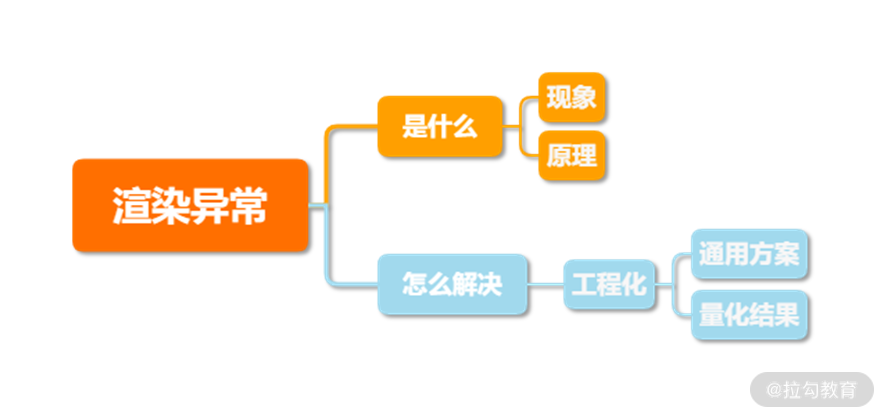 渲染异常
是什么
现象
原理
怎么解决
工程化
通用方案
量化结果
@拉勾教育